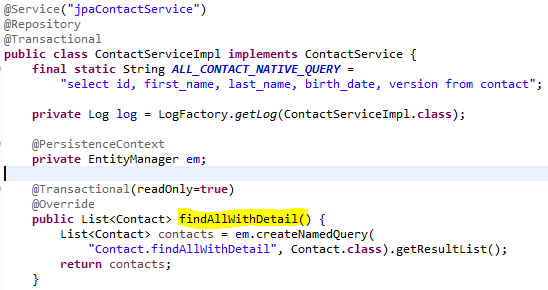 @Service("jpaContactService")
@Repository
@Transactional
public class ContactServiceImpl implements ContactService {
final static String ALL_CONTACT_NATIVE_QUERY =
"select id, first_name, last_name, birth_date, version from contact";
private Log log = LogFactory.getLog(ContactServiceImpl.class);
@PersistenceContext
private EntityManager em;
@Transactional(readOnly=true)
@Override
public List<Contact> findAllWithDetail() {
List<Contact> contacts = em.createNamedQuery(
"Contact.findAllWithDetail", Contact.class).getResultList();
return contacts;
}